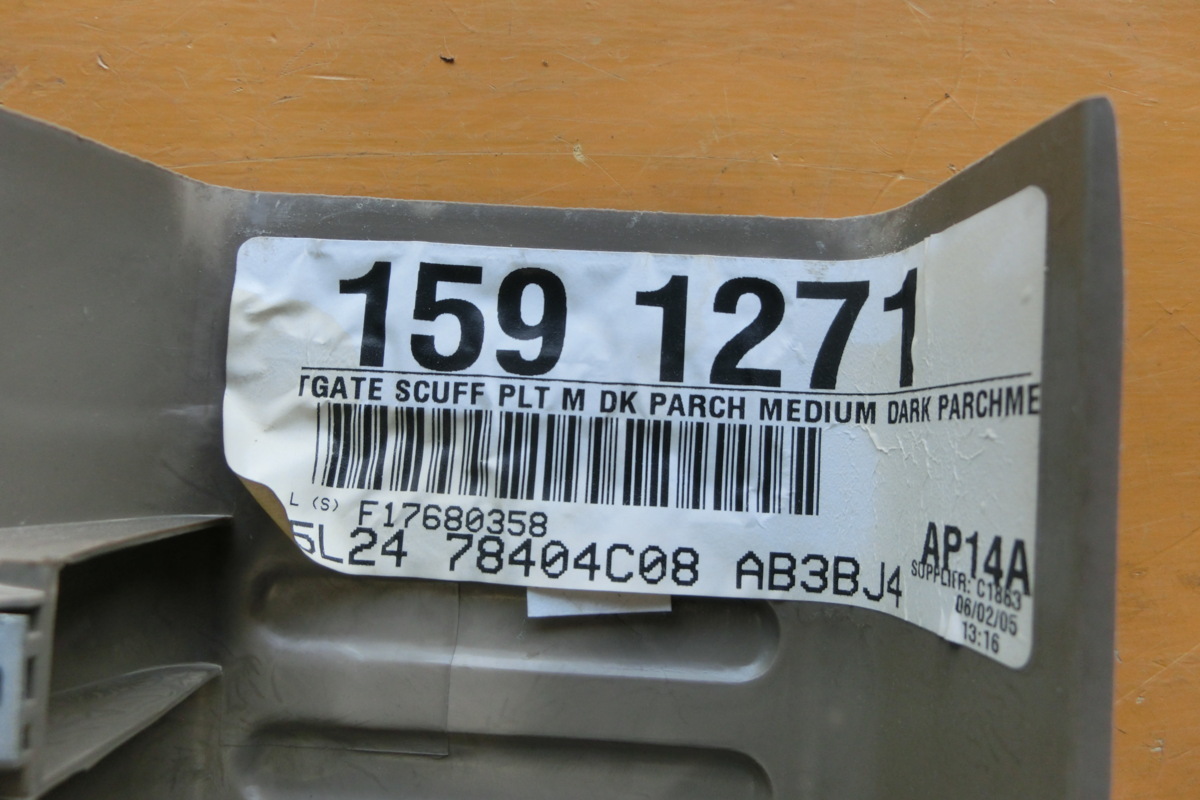 159 1271
TGATE SCUFF PLT M DK PARCH MEDIUM DARK PARCHME
L (S) F17680358
5L24 78404C08 AB3BJ4
AP14A
SUPPLIER: C1863
06/02/05
13:16